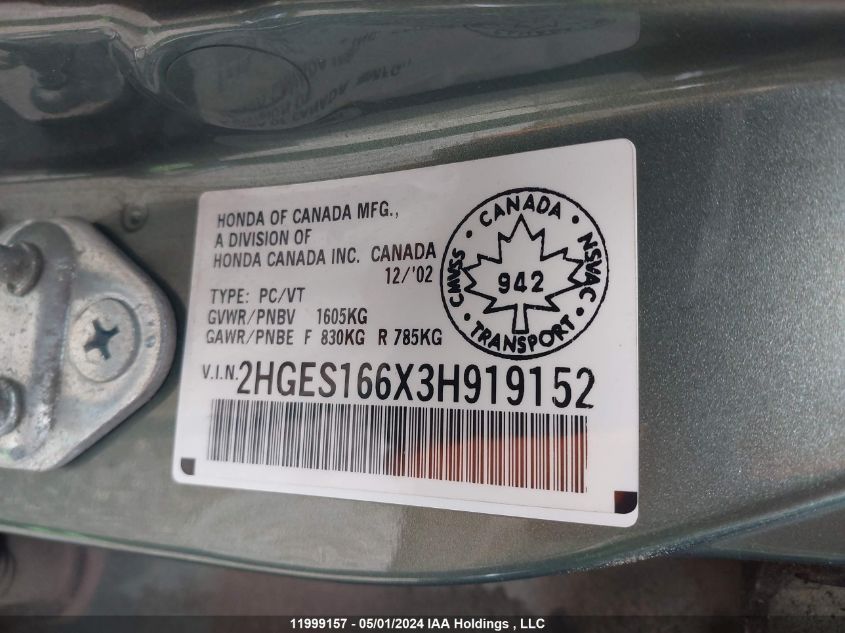 HONDA OF CANADA MFG.,
A DIVISION OF
HONDA CANADA INC. CANADA
12/'02
TYPE: PC/VT
GVWR/PNBV 1605KG
GAWR/PNBE F 830KG R 785KG
CANADA
CMVSS
942
NSVAC
TRANSPORT
V.I.N. 2HGES166X3H919152
11999157 - 05/01/2024 IAA Holdings , LLC